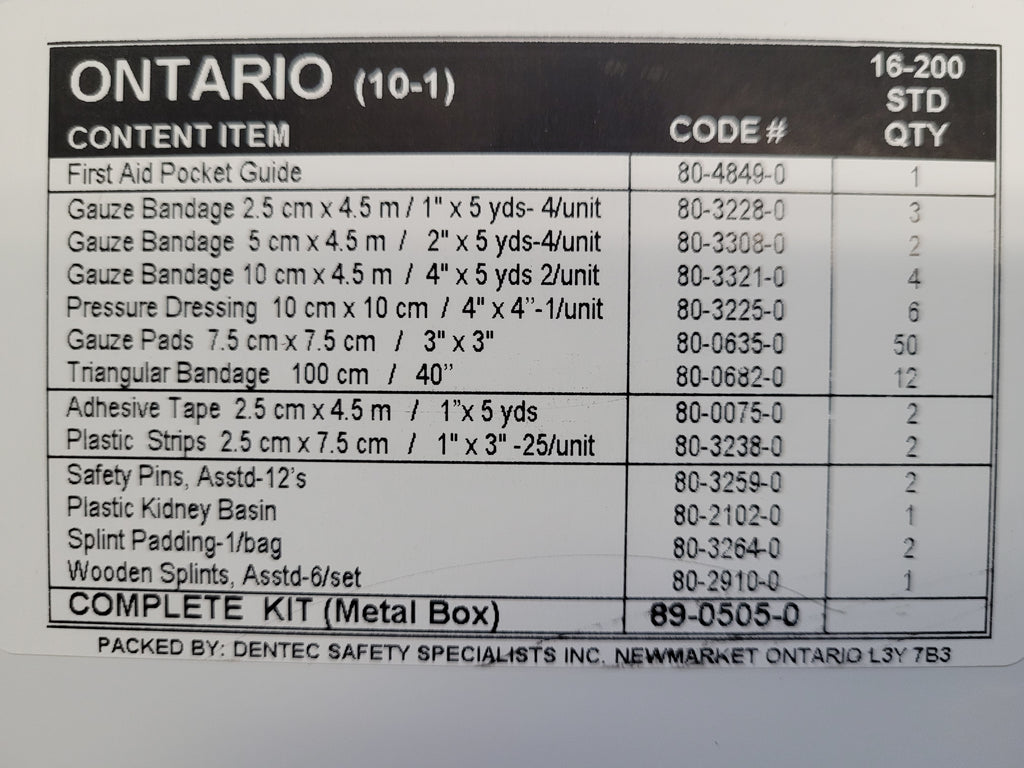 ONTARIO (10-1) 16-200
STD
CONTENT ITEM CODE # QTY
First Aid Pocket Guide 80-4849-0 1
Gauze Bandage 2.5 cm x 4.5 m / 1" x 5 yds- 4/unit 80-3228-0 3
Gauze Bandage 5 cm x 4.5 m / 2" x 5 yds-4/unit 80-3308-0 2
Gauze Bandage 10 cm x 4.5 m / 4" x 5 yds 2/unit 80-3321-0 4
Pressure Dressing 10 cm x 10 cm / 4" x 4”-1/unit 80-3225-0 6
Gauze Pads 7.5 cm x 7.5 cm / 3" x 3" 80-0635-0 50
Triangular Bandage 100 cm / 40” 80-0682-0 12
Adhesive Tape 2.5 cm x 4.5 m / 1”x 5 yds 80-0075-0 2
Plastic Strips 2.5 cm x 7.5 cm / 1" x 3" -25/unit 80-3238-0 2
Safety Pins, Asstd-12’s 80-3259-0 2
Plastic Kidney Basin 80-2102-0 1
Splint Padding-1/bag 80-3264-0 2
Wooden Splints, Asstd-6/set 80-2910-0 1
COMPLETE KIT (Metal Box) 89-0505-0
PACKED BY: DENTEC SAFETY SPECIALISTS INC. NEWMARKET ONTARIO L3Y 7B3